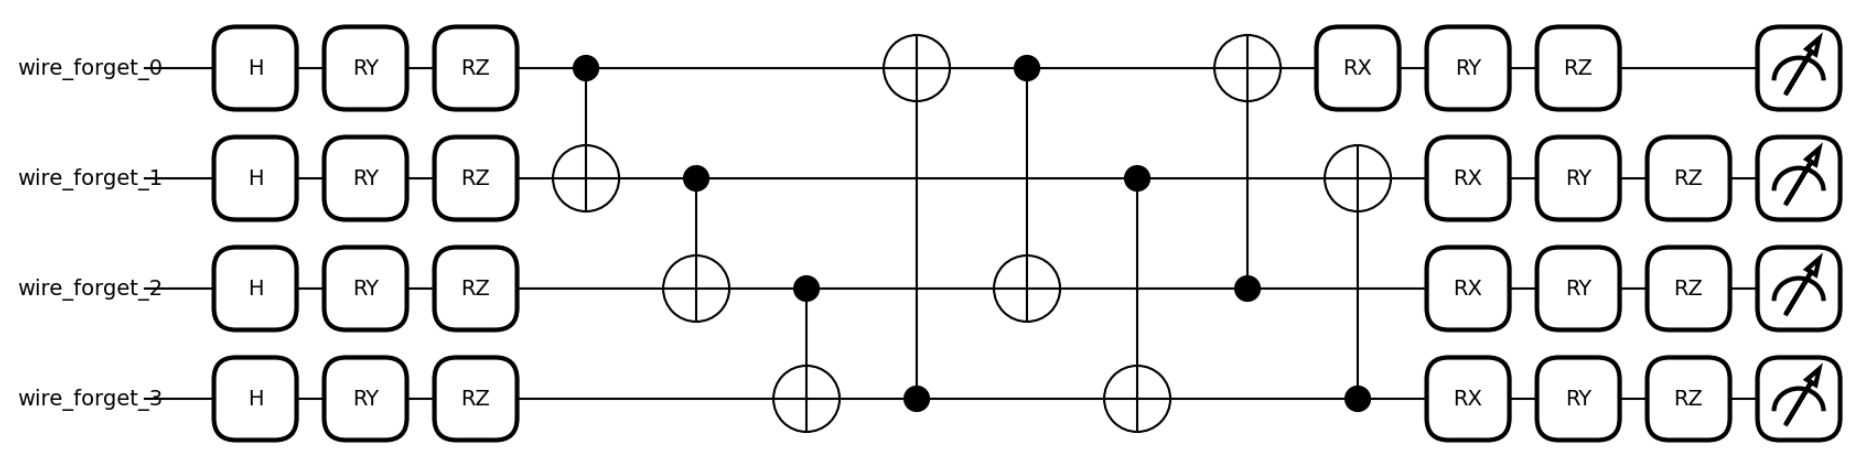 wire_forget_0 H RY RZ RX RY RZ
wire_forget_1 H RY RZ RX RY RZ
wire_forget_2 H RY RZ RX RY RZ
wire_forget_3 H RY RZ RX RY RZ